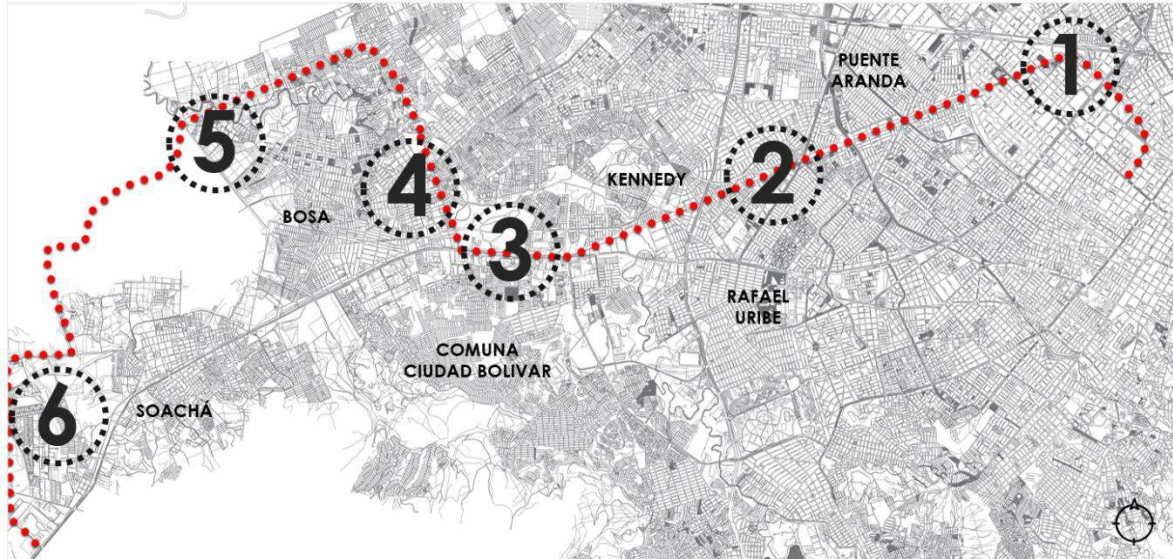 1
PUENTE
ARANDA
5
2
4
KENNEDY
BOSA
3
RAFAEL
URIBE
COMUNA
CIUDAD BOLIVAR
6
SOACHÁ